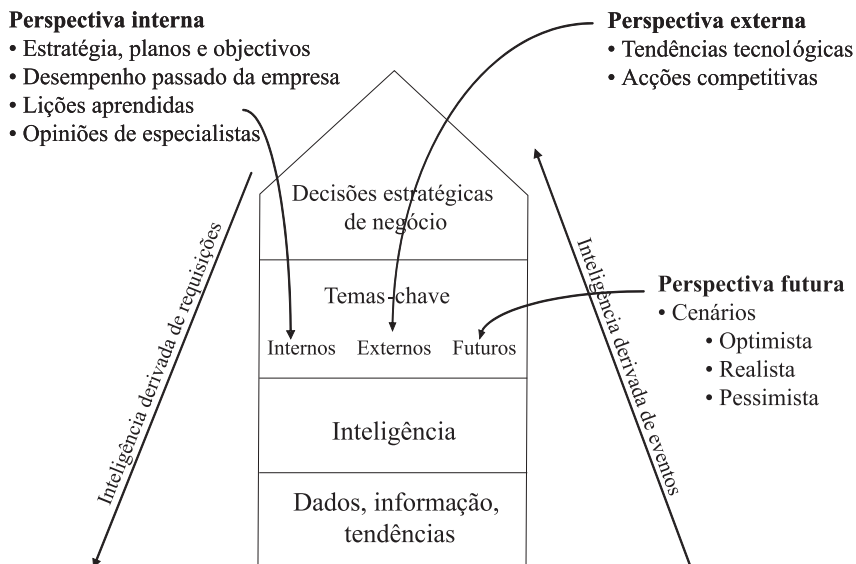 Perspectiva interna
• Estratégia, planos e objectivos
• Desempenho passado da empresa
• Lições aprendidas
• Opiniões de especialistas
Perspectiva externa
• Tendências tecnológicas
• Acções competitivas
Decisões estratégicas
de negócio
Temas-chave
Internos Externos Futuros
Inteligência
Dados, informação,
tendências
Inteligência derivada de requisições
Inteligência derivada de eventos
Perspectiva futura
• Cenários
• Optimista
• Realista
• Pessimista